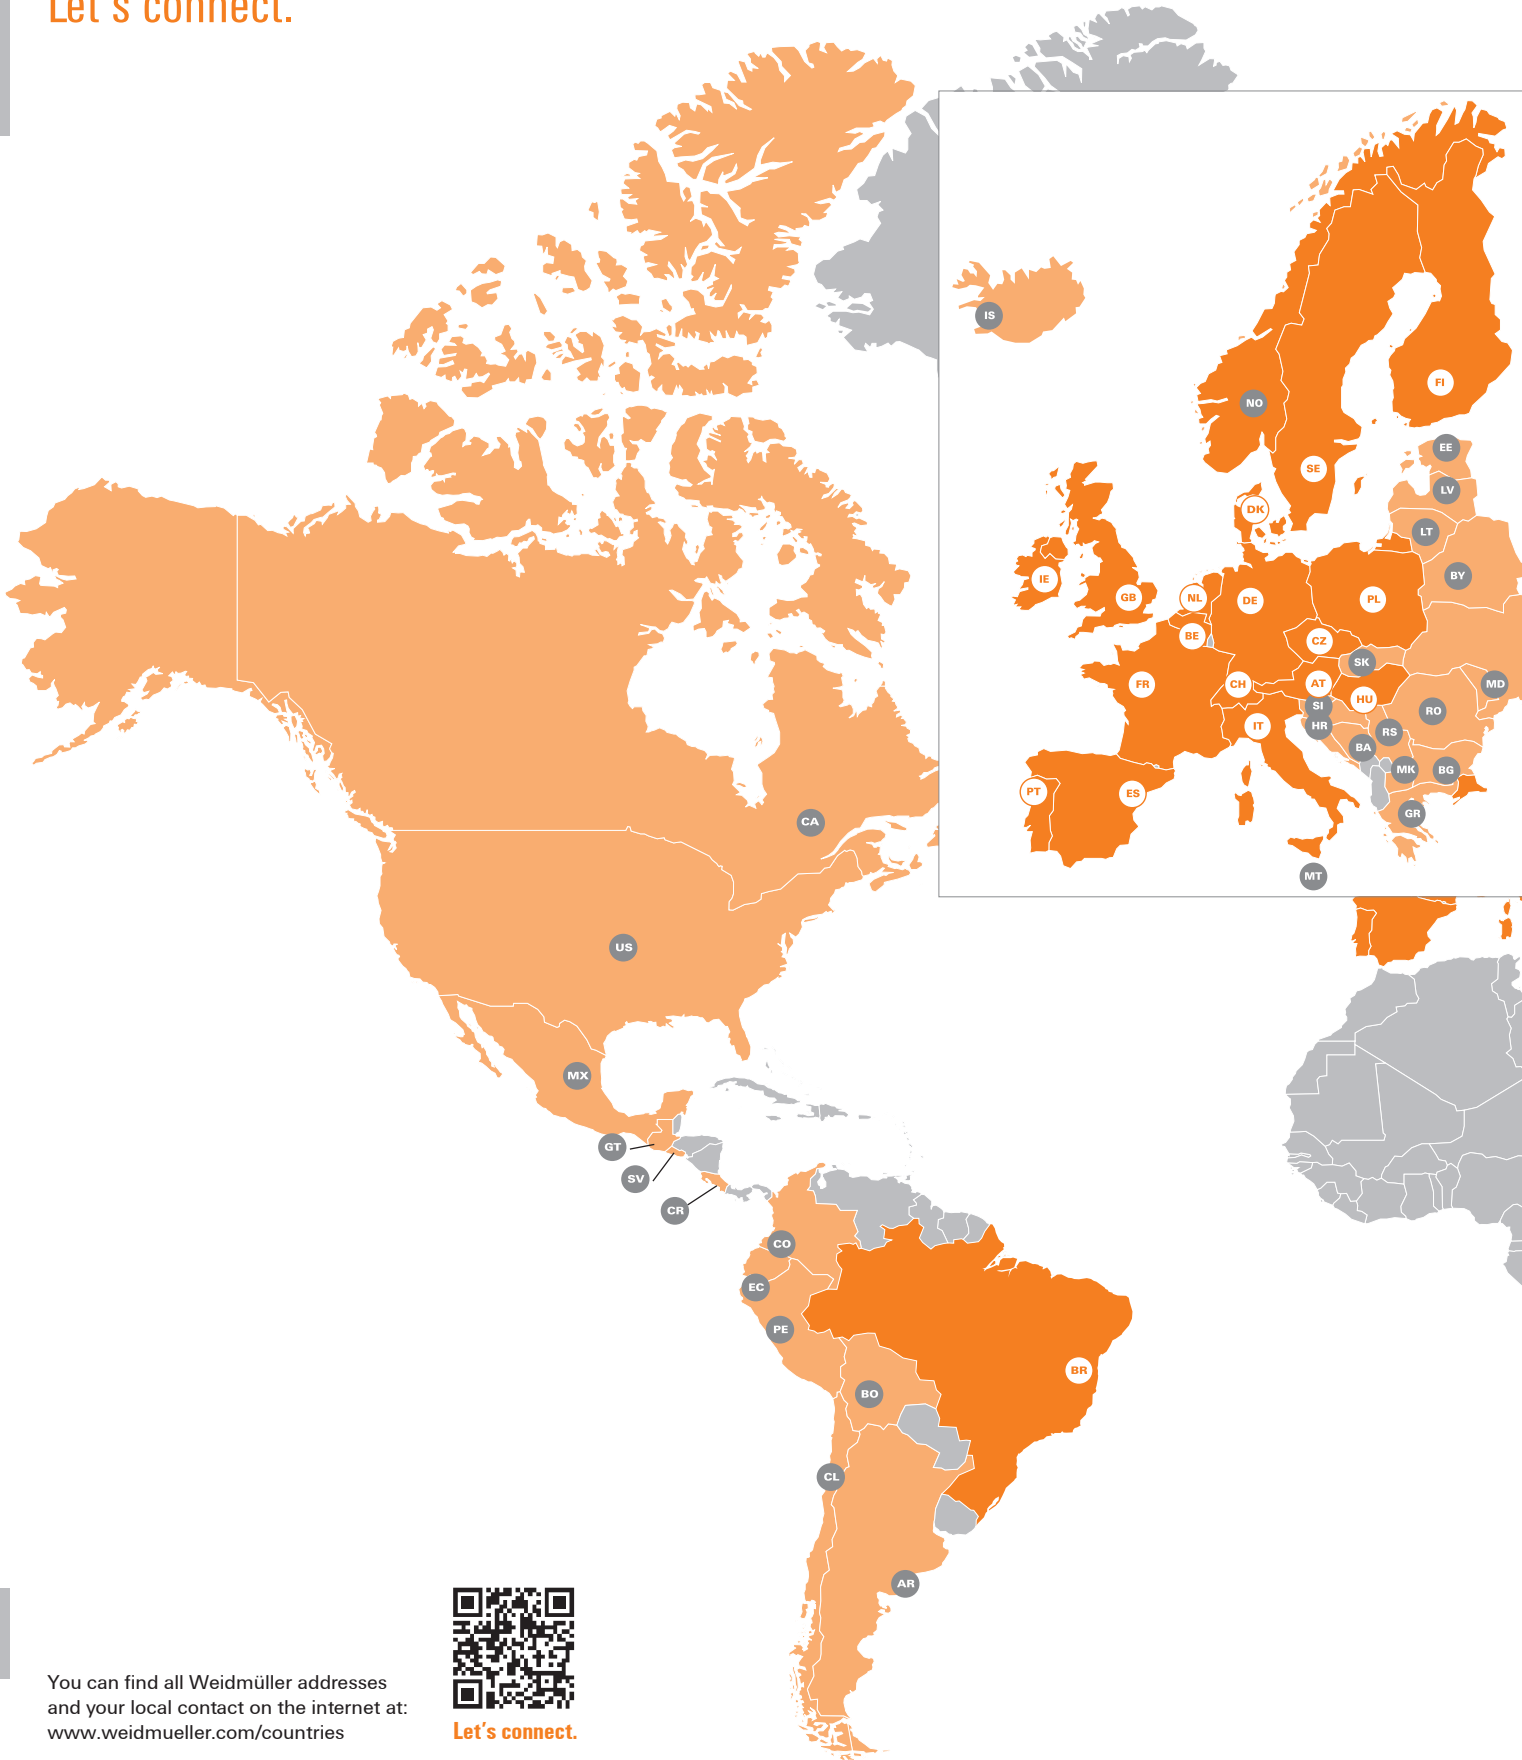 Let's connect.
IS
FI
NO
EE
SE
LV
DK
LT
BY
IE
GB
NL
DE
PL
BE
CZ
SK
FR
CH
AT
MD
HU
SI
RO
IT
HR
RS
BA
MK
BG
PT
ES
GR
MT
CA
US
MX
GT
SV
CR
CO
EC
PE
BR
BO
CL
AR
You can find all Weidmüller addresses
and your local contact on the internet at:
www.weidmueller.com/countries
Let's connect.